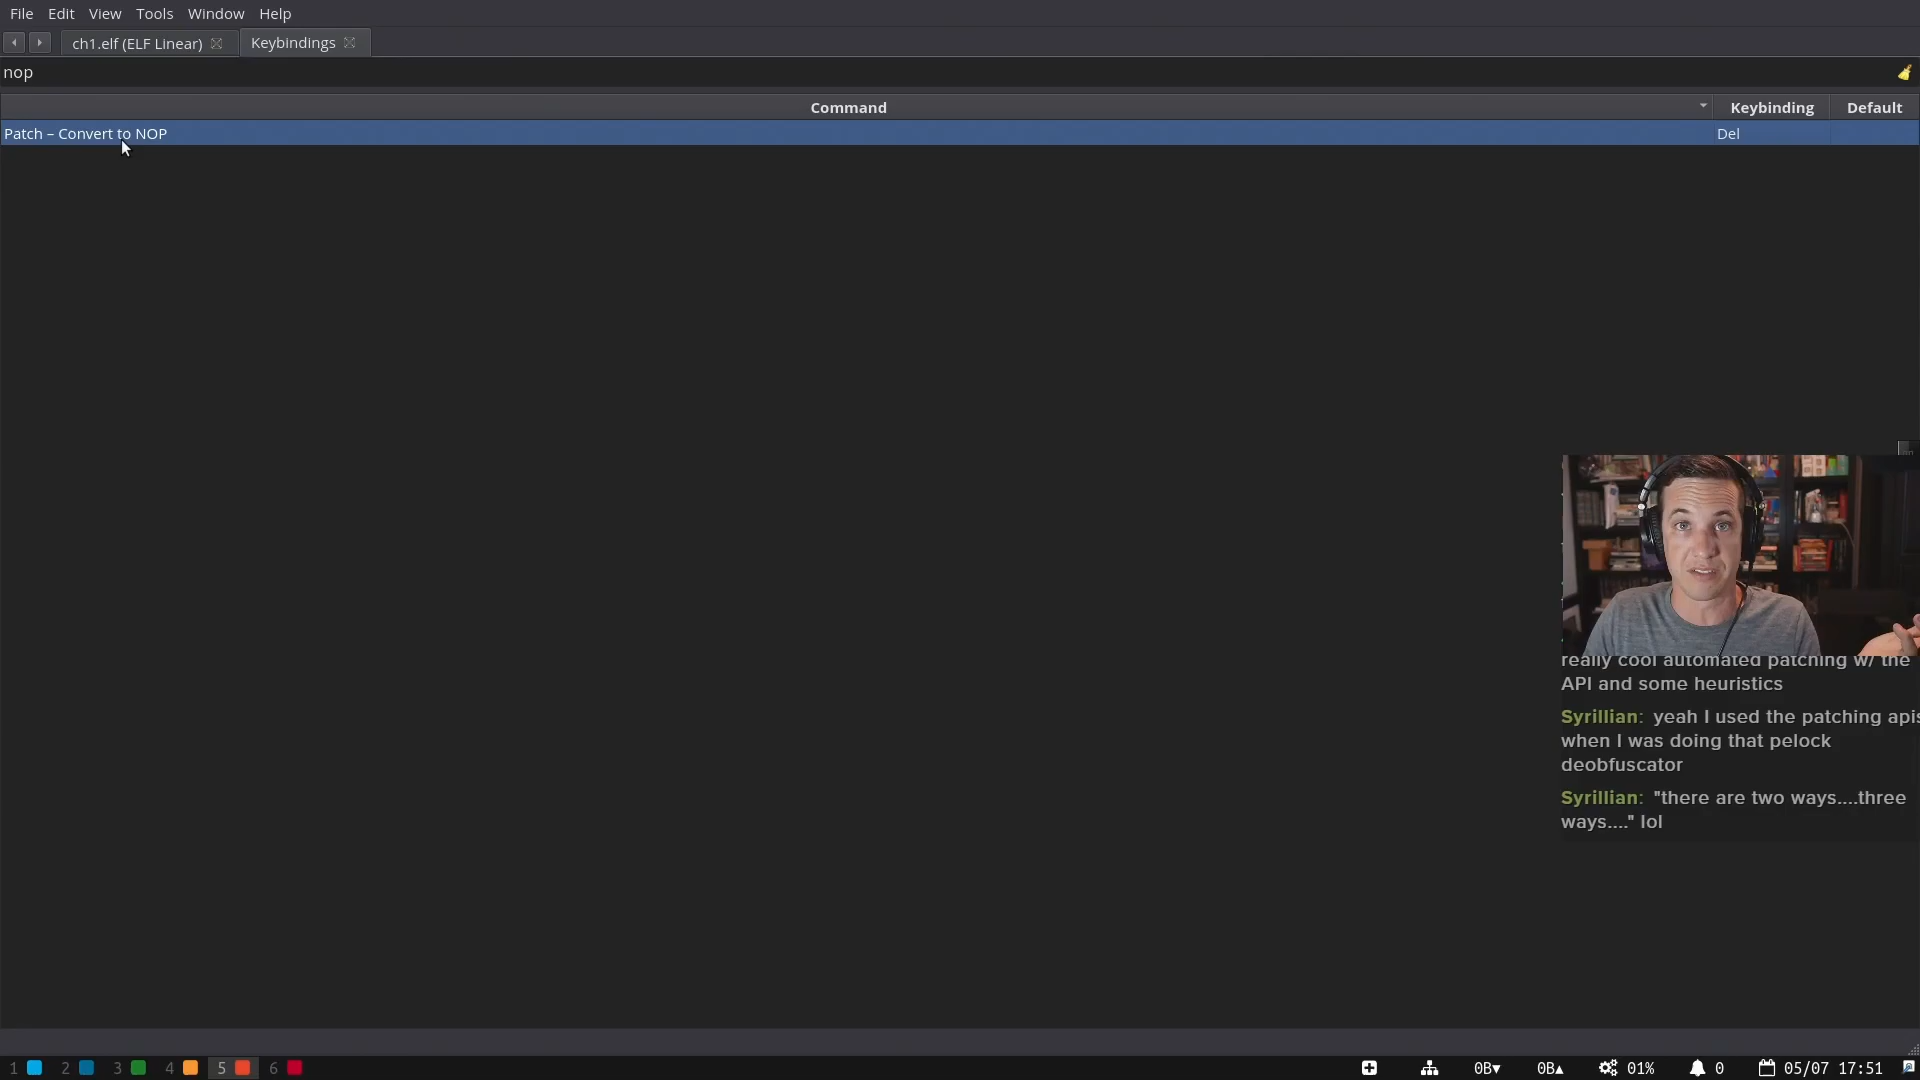 File Edit View Tools Window Help
ch1.elf (ELF Linear) Keybindings
nop
Command Keybinding Default
Patch – Convert to NOP Del
really cool automated patching w/ the
API and some heuristics
Syrillian: yeah I used the patching apis
when I was doing that pelock
deobfuscator
Syrillian: "there are two ways....three
ways...." lol
1 2 3 4 5 6 0B▾ 0B▴ 01% 0 05/07 17:51